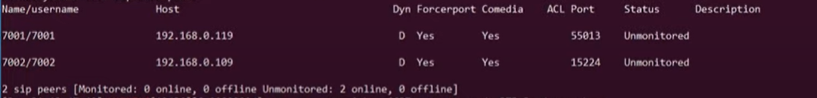 Name/username Host Dyn Forcerport Comedia ACL Port Status Description
7001/7001 192.168.0.119 D Yes Yes 55013 Unmonitored
7002/7002 192.168.0.109 D Yes Yes 15224 Unmonitored
2 sip peers [Monitored: 0 online, 0 offline Unmonitored: 2 online, 0 offline]